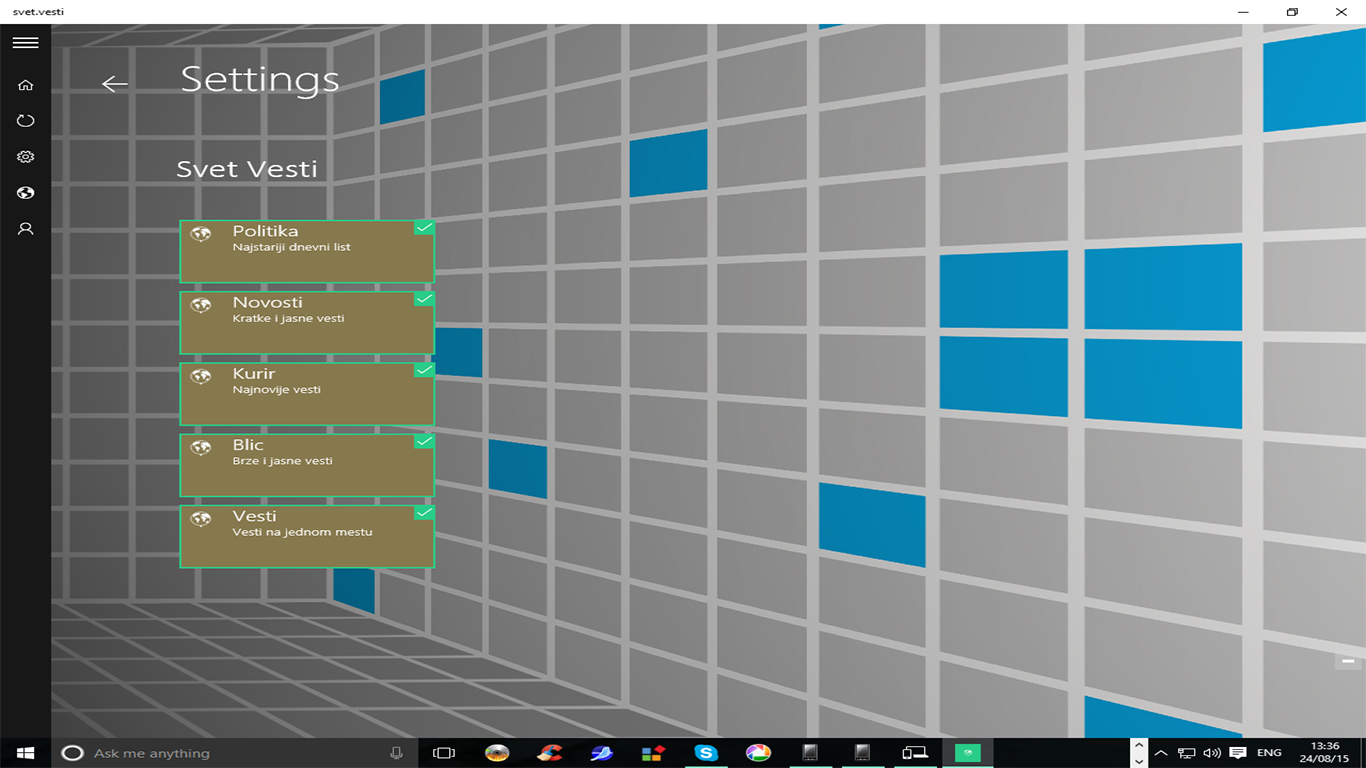 svet.vesti
Settings
Svet Vesti
Politika
Najstariji dnevni list
Novosti
Kratke i jasne vesti
Kurir
Najnovije vesti
Blic
Brze i jasne vesti
Vesti
Vesti na jednom mestu
Ask me anything
ENG
13:36
24/08/15